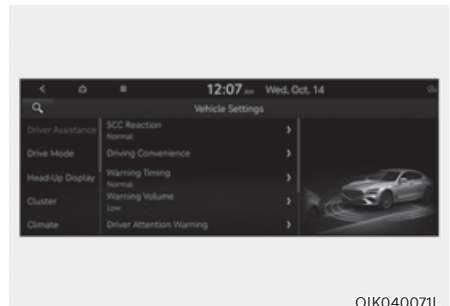 12:07 AM Wed, Oct. 14
Vehicle Settings
Driver Assistance
SCC Reaction
Normal
Drive Mode
Driving Convenience
Head-Up Display
Warning Timing
Normal
Cluster
Warning Volume
Low
Climate
Driver Attention Warning
OIK040071L